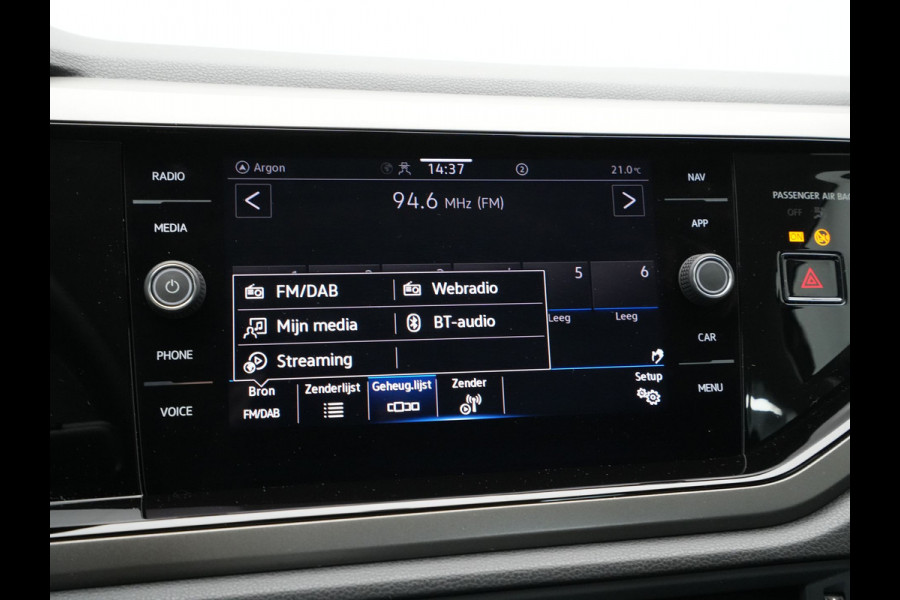 RADIO
MEDIA
PHONE
VOICE
Argon
14:37
2
21.0°C
94.6 MHz (FM)
5
6
Leeg
Leeg
FM/DAB
Webradio
Mijn media
BT-audio
Streaming
Bron
FM/DAB
Zenderlijst
Geheug.lijst
Zender
Setup
NAV
APP
CAR
MENU
PASSENGER AIR BAG
OFF
ON